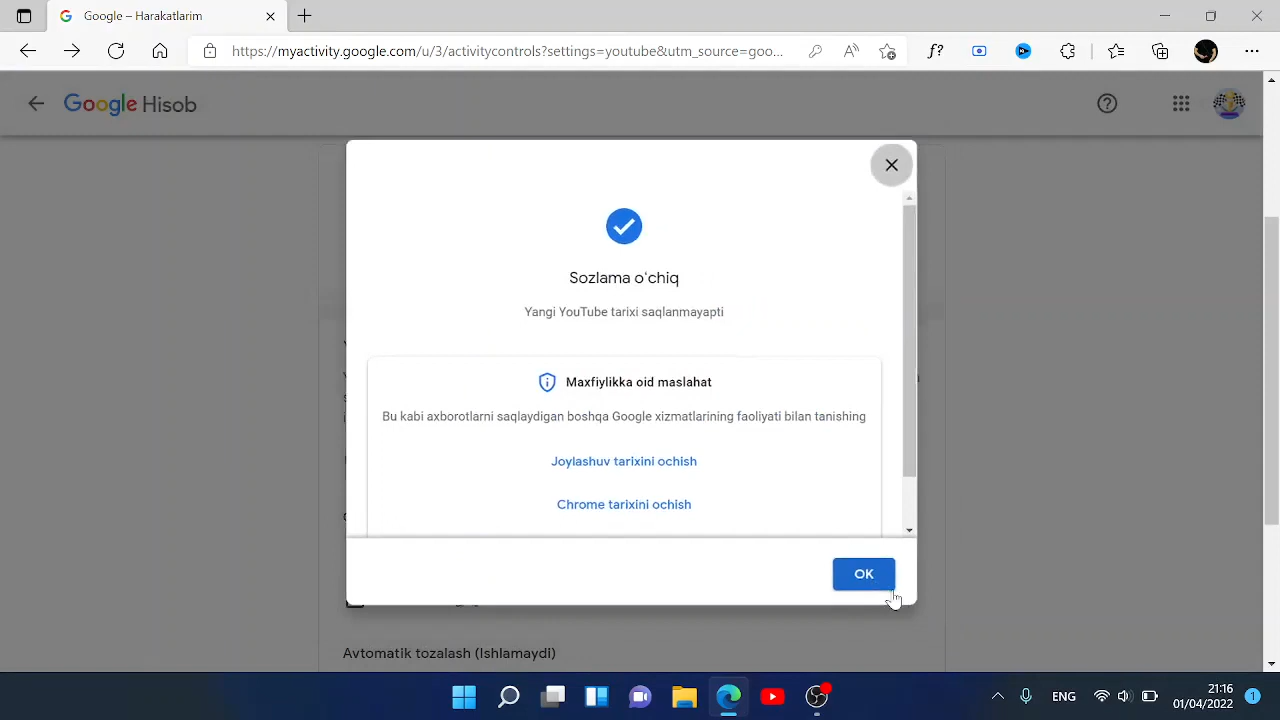 Google – Harakatlarim
https://myactivity.google.com/u/3/activitycontrols?settings=youtube&utm_source=goo...
Google Hisob
Sozlama oʻchiq
Yangi YouTube tarixi saqlanmayapti
Maxfiylikka oid maslahat
Bu kabi axborotlarni saqlaydigan boshqa Google xizmatlarining faoliyati bilan tanishing
Joylashuv tarixini ochish
Chrome tarixini ochish
OK
Avtomatik tozalash (Ishlamaydi)
ENG
21:16
01/04/2022
1